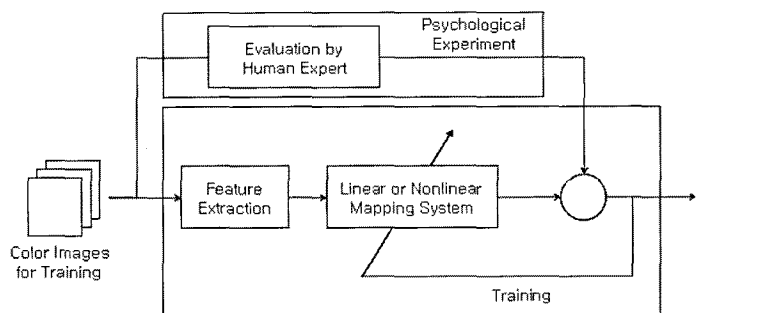 Psychological
Experiment
Evaluation by
Human Expert
Feature
Extraction
Linear or Nonlinear
Mapping System
Color Images
for Training
Training